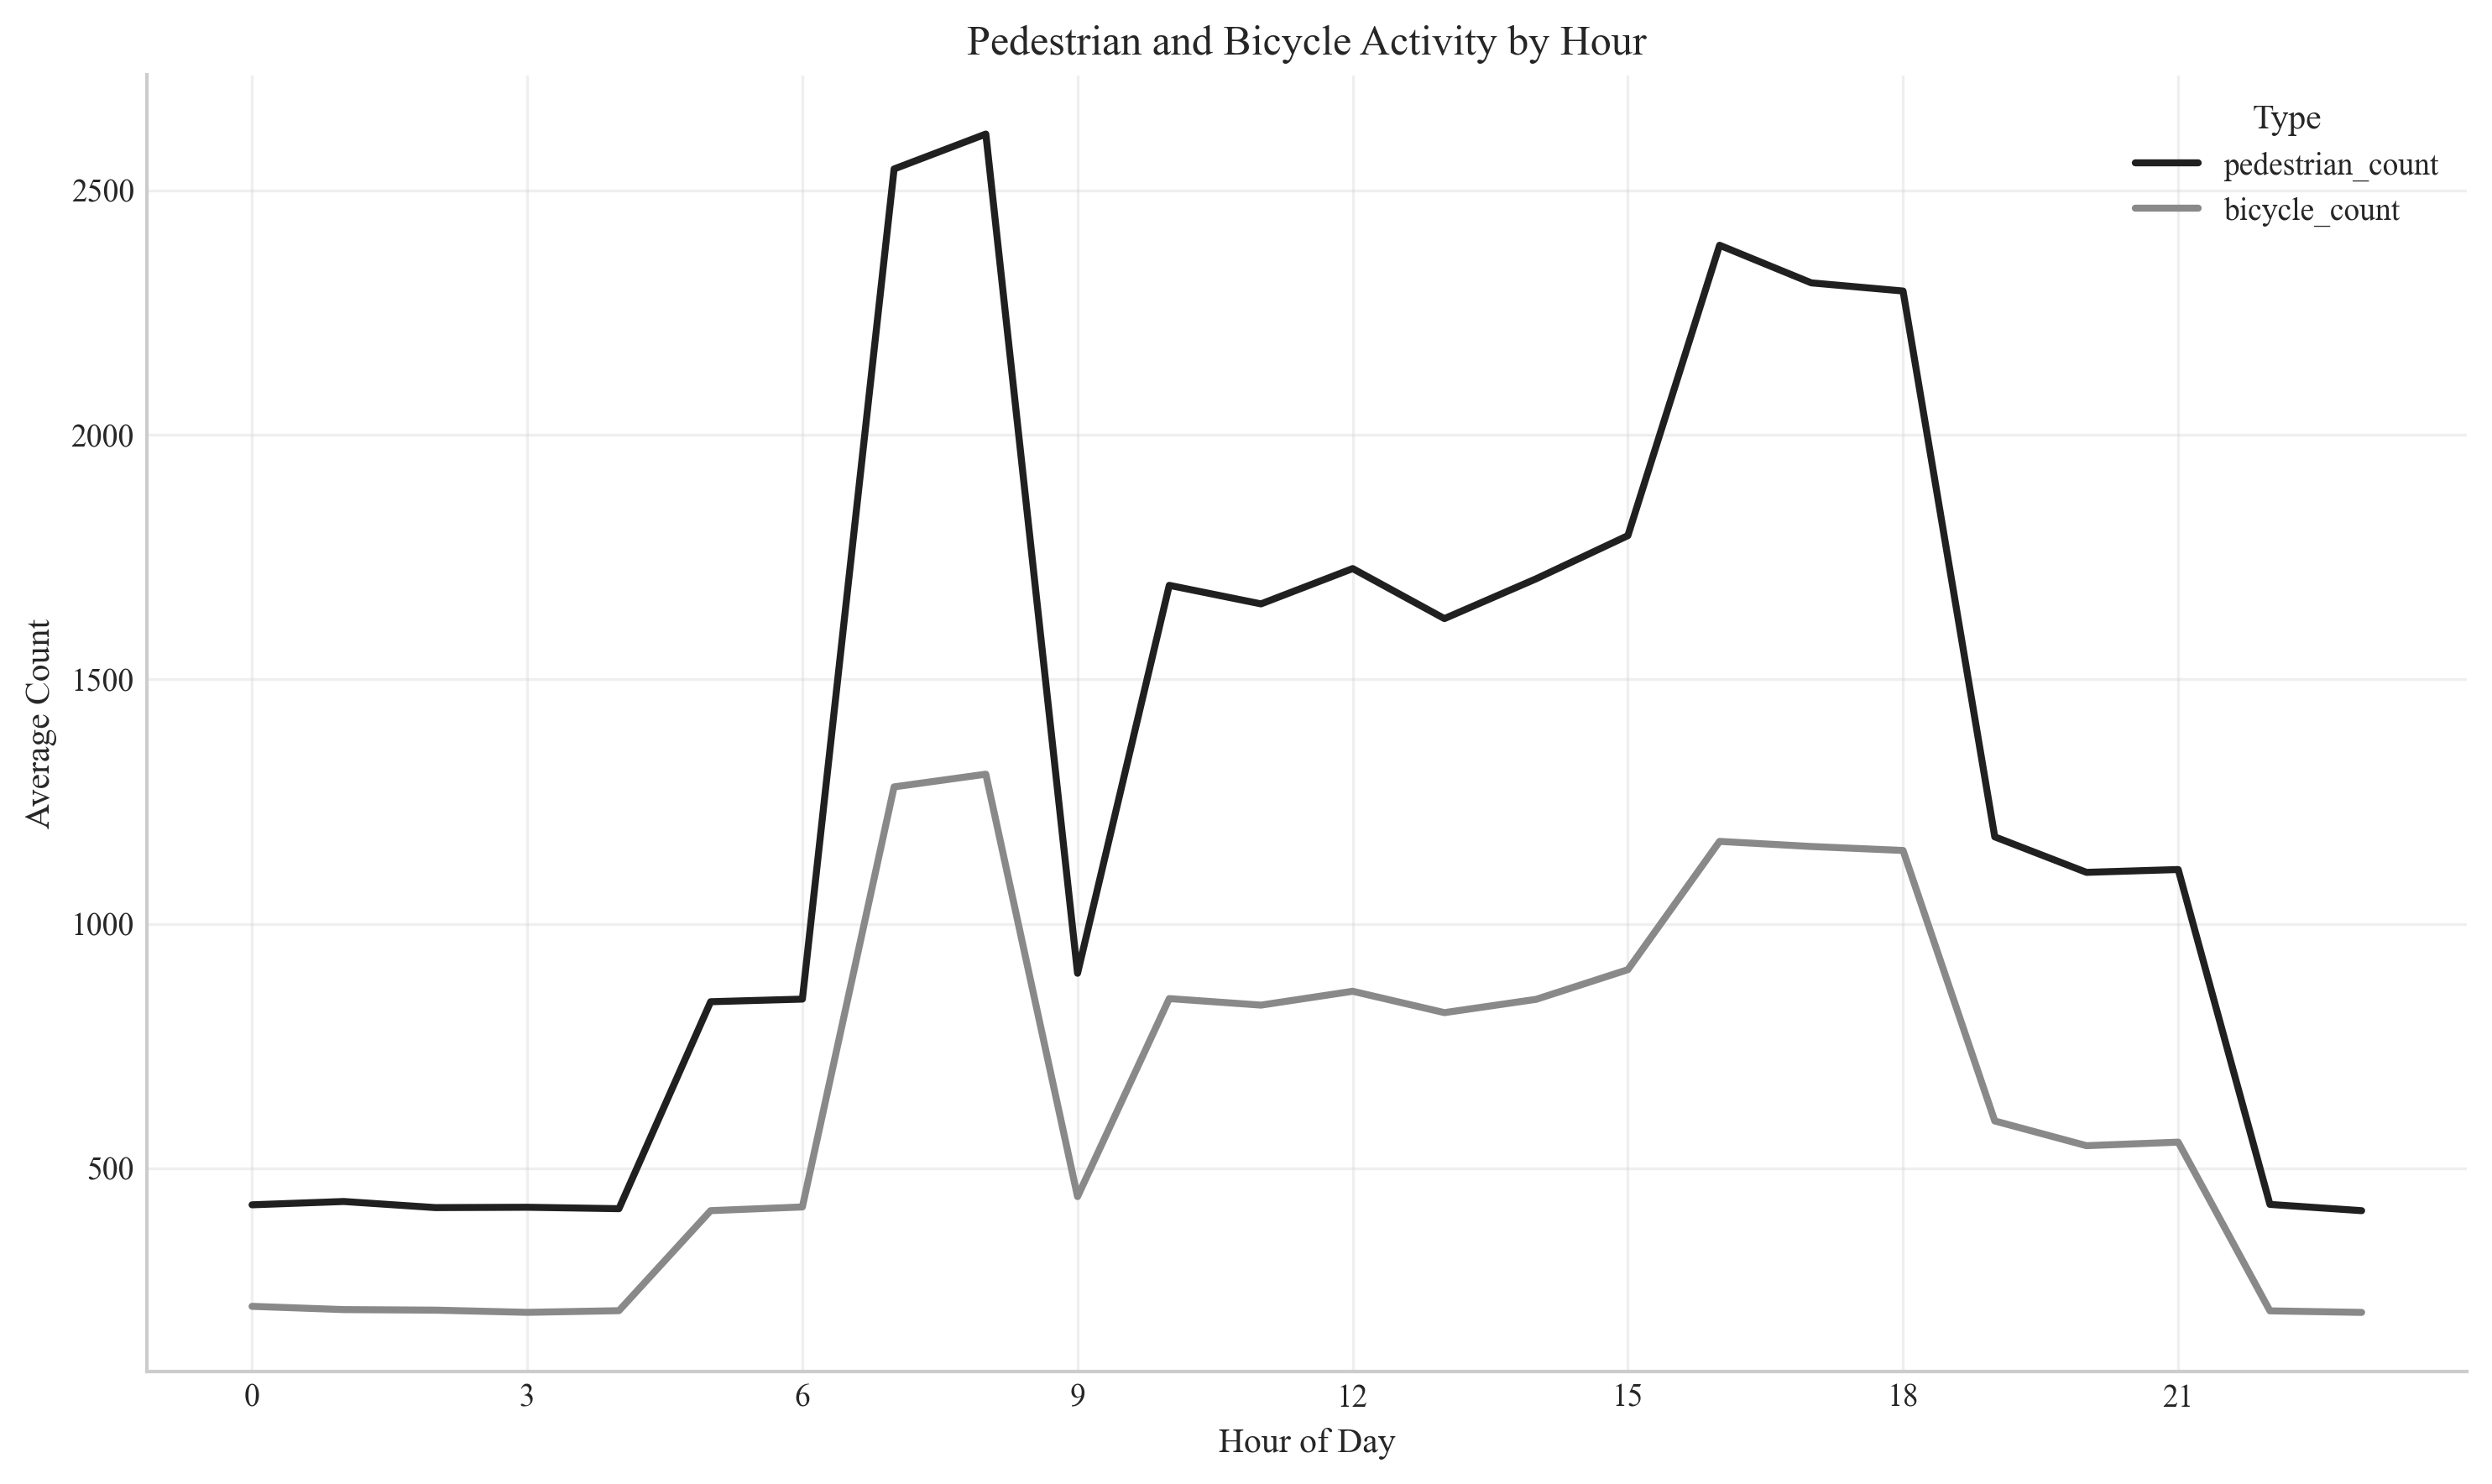 Pedestrian and Bicycle Activity by Hour
Type
pedestrian_count
bicycle_count
2500
2000
1500
1000
500
Average Count
0 3 6 9 12 15 18 21
Hour of Day